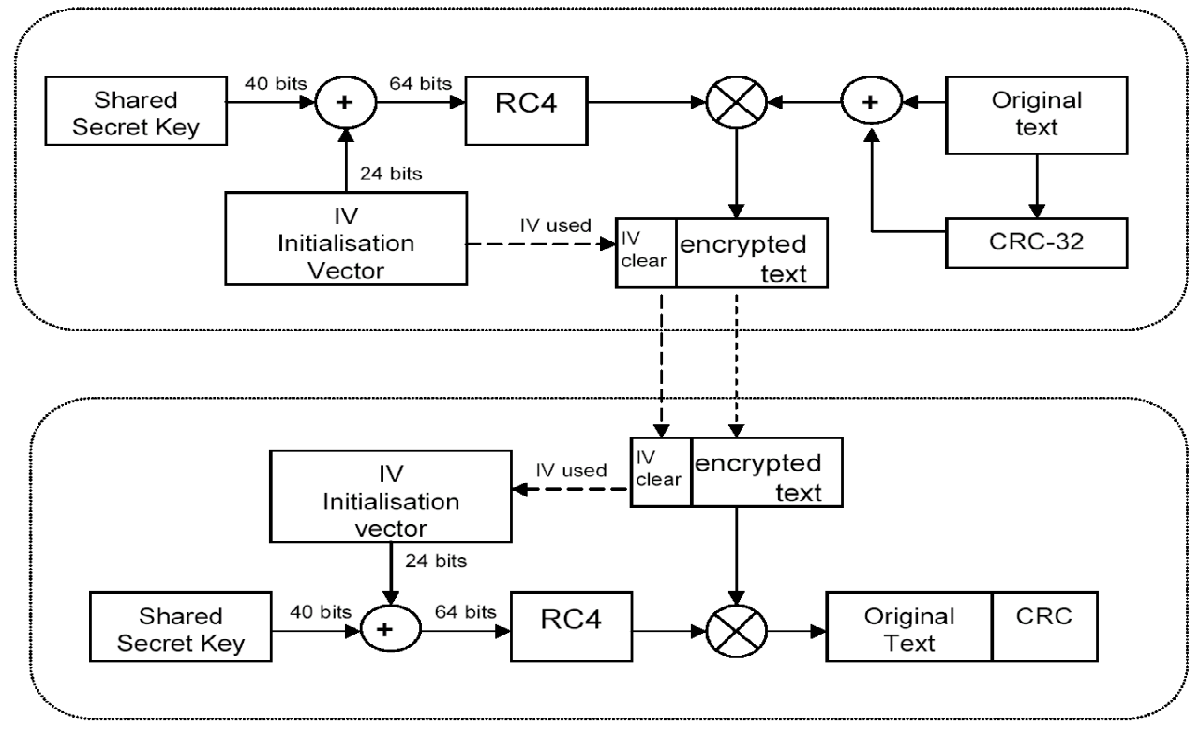 40 bits
64 bits
Shared
Secret Key
+
RC4
+
Original
text
24 bits
IV
Initialisation
Vector
IV used
IV
clear
encrypted
text
CRC-32
IV
Initialisation
vector
IV used
IV
clear
encrypted
text
24 bits
Shared
Secret Key
40 bits
+
64 bits
RC4
Original
Text
CRC